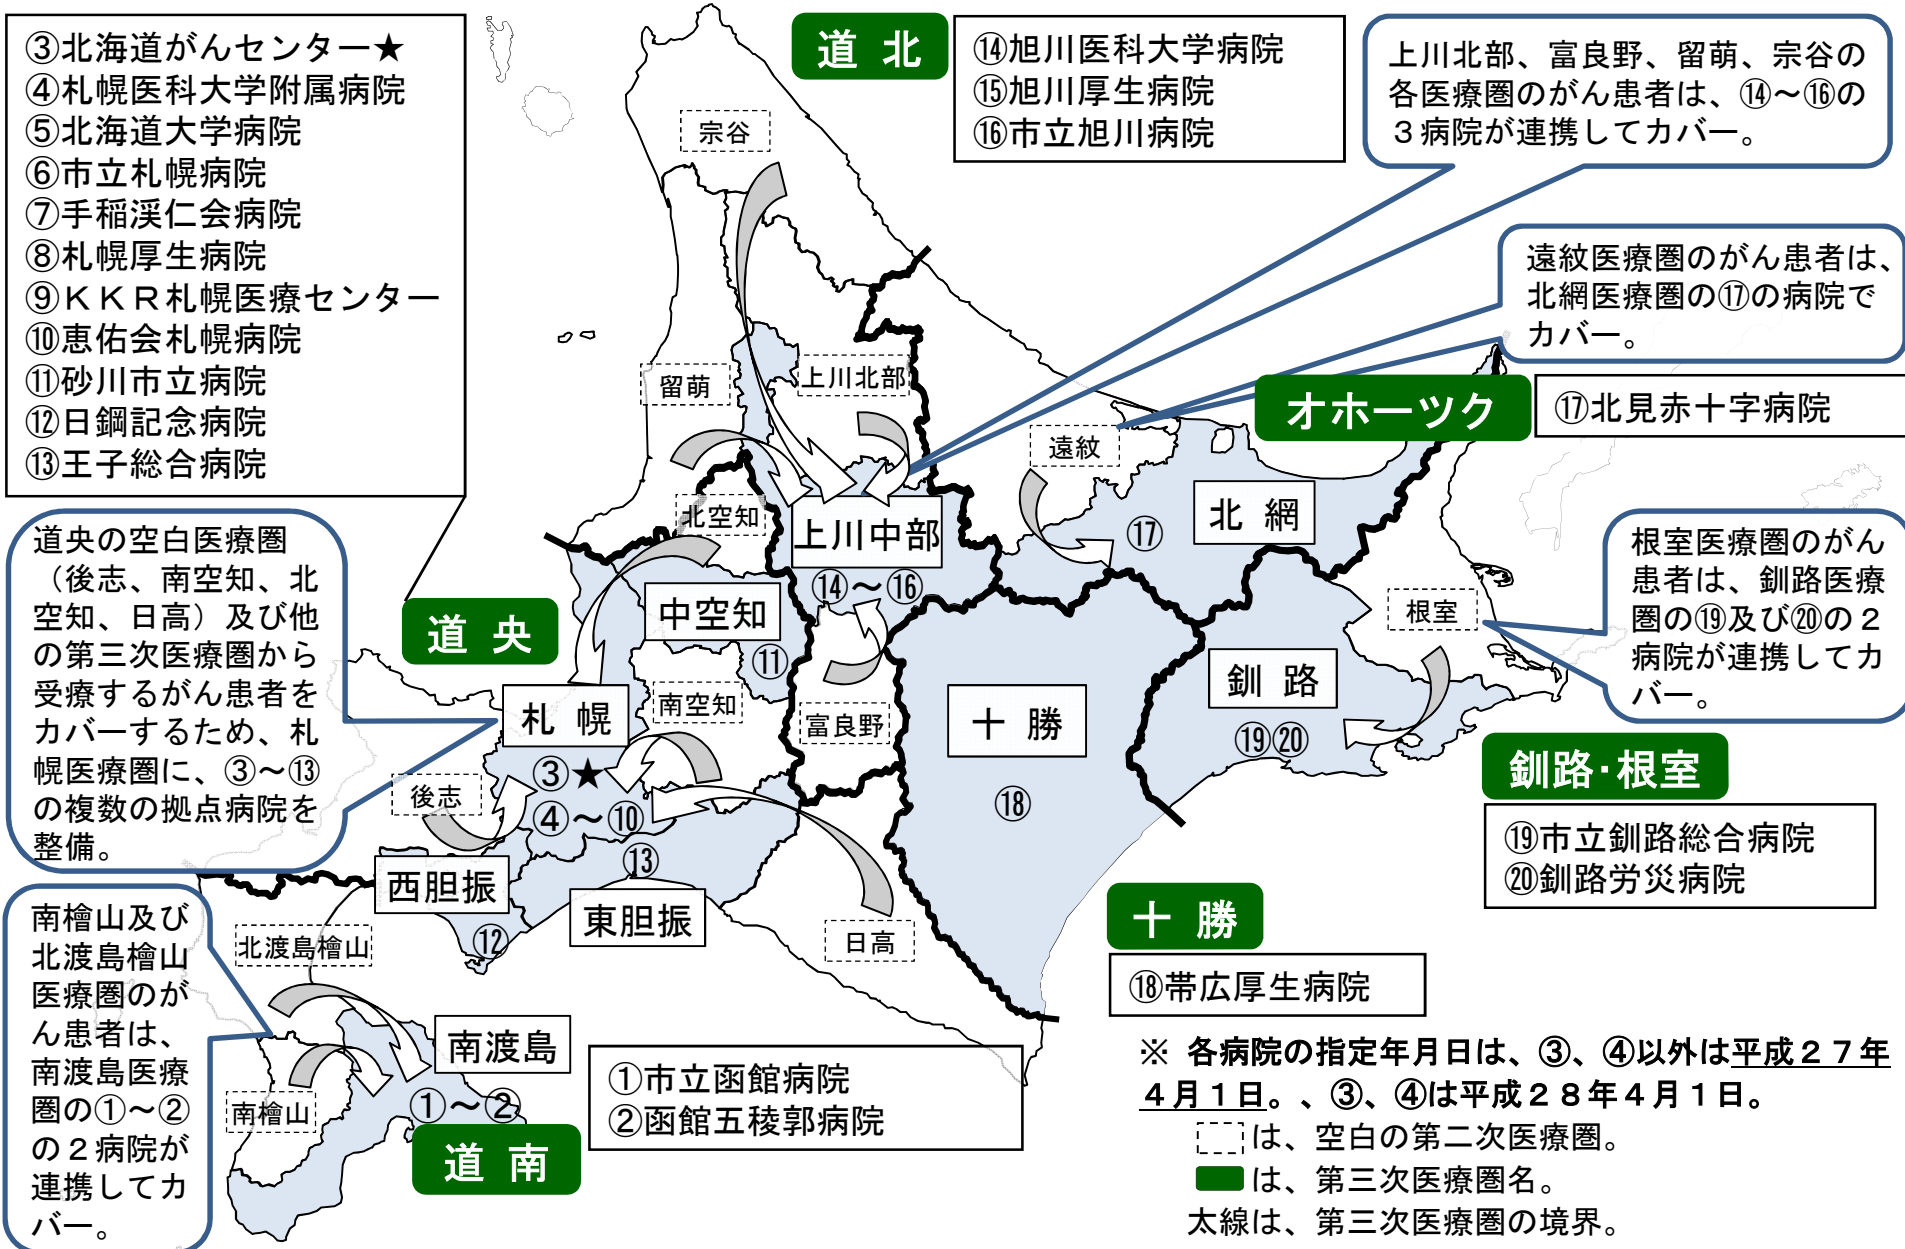 ③北海道がんセンター★
④札幌医科大学附属病院
⑤北海道大学病院
⑥市立札幌病院
⑦手稲渓仁会病院
⑧札幌厚生病院
⑨ＫＫＲ札幌医療センター
⑩恵佑会札幌病院
⑪砂川市立病院
⑫日鋼記念病院
⑬王子総合病院
道 北
⑭旭川医科大学病院
⑮旭川厚生病院
⑯市立旭川病院
上川北部、富良野、留萌、宗谷の
各医療圏のがん患者は、⑭～⑯の
３病院が連携してカバー。
遠紋医療圏のがん患者は、
北網医療圏の⑰の病院で
カバー。
オホーツク
⑰北見赤十字病院
宗谷
留萌
上川北部
遠紋
北空知
上川中部
⑭～⑯
北 網
⑰
道央の空白医療圏
（後志、南空知、北
空知、日高）及び他
の第三次医療圏から
受療するがん患者を
カバーするため、札
幌医療圏に、③～⑬
の複数の拠点病院を
整備。
道 央
中空知
⑪
南空知
札 幌
③★
④～⑩
富良野
十 勝
⑱
釧 路
⑲⑳
根室
根室医療圏のがん
患者は、釧路医療
圏の⑲及び⑳の２
病院が連携してカ
バー。
釧路･根室
⑲市立釧路総合病院
⑳釧路労災病院
後志
西胆振
⑫
⑬
東胆振
日高
十 勝
⑱帯広厚生病院
南檜山及び
北渡島檜山
医療圏のが
ん患者は、
南渡島医療
圏の①～②
の２病院が
連携してカ
バー。
北渡島檜山
南檜山
南渡島
①～②
道 南
①市立函館病院
②函館五稜郭病院
※ 各病院の指定年月日は、③、④以外は平成２７年
４月１日。、③、④は平成２８年４月１日。
は、空白の第二次医療圏。
は、第三次医療圏名。
太線は、第三次医療圏の境界。